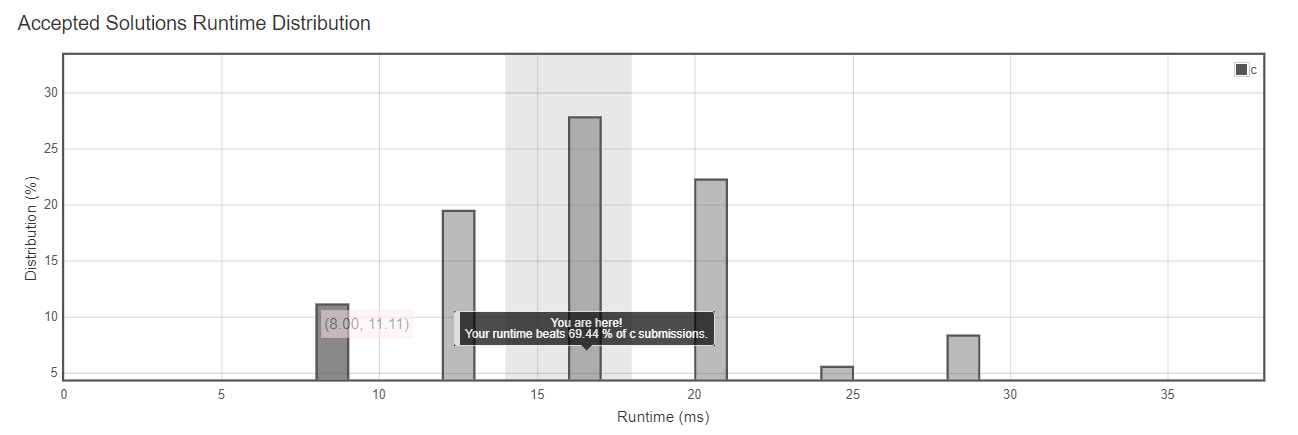 Accepted Solutions Runtime Distribution
c
30
25
20
15
10
5
Distribution (%)
(8.00, 11.11)
You are here!
Your runtime beats 69.44 % of c submissions.
0
5
10
15
20
25
30
35
Runtime (ms)